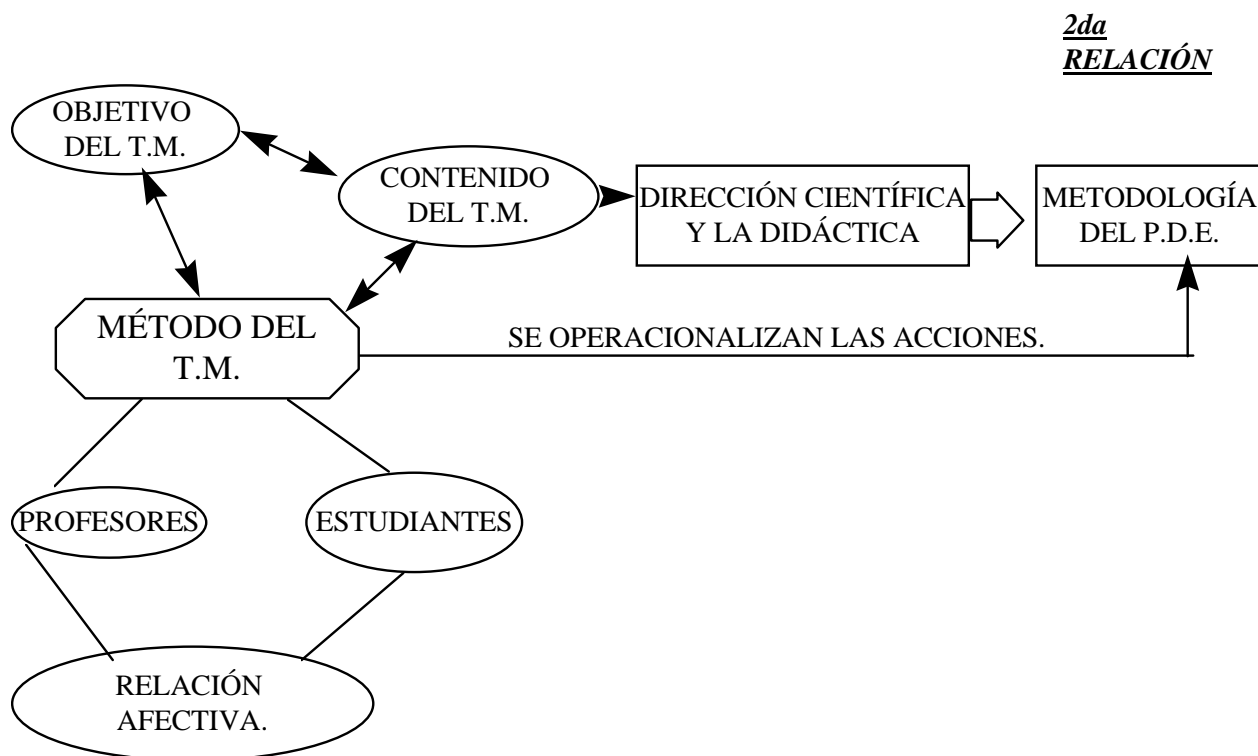 2da
RELACIÓN
OBJETIVO
DEL T.M.
CONTENIDO
DEL T.M.
DIRECCIÓN CIENTÍFICA
Y LA DIDÁCTICA
METODOLOGÍA
DEL P.D.E.
MÉTODO DEL
T.M.
SE OPERACIONALIZAN LAS ACCIONES.
PROFESORES
ESTUDIANTES
RELACIÓN
AFECTIVA.